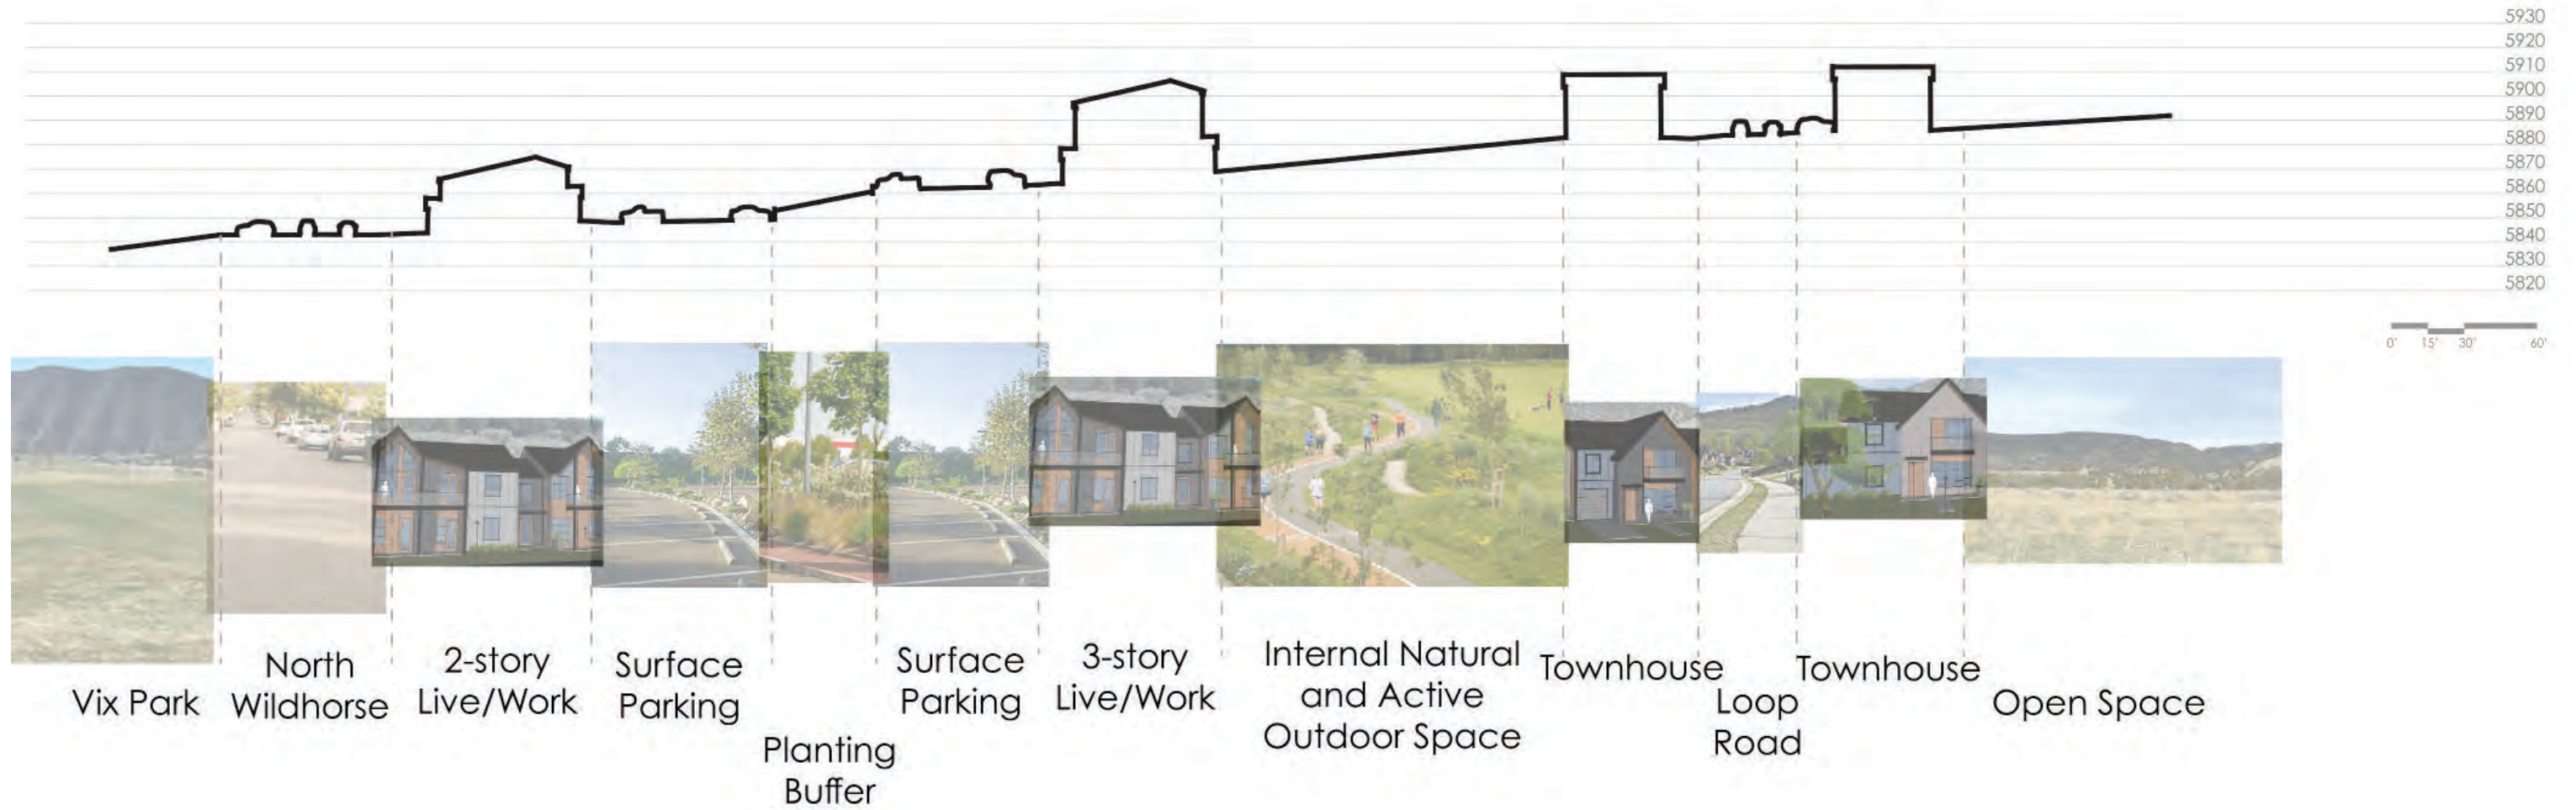 5930
5920
5910
5900
5890
5880
5870
5860
5850
5840
5830
5820
0' 15' 30' 60'
Vix Park
North
Wildhorse
2-story
Live/Work
Surface
Parking
Planting
Buffer
Surface
Parking
3-story
Live/Work
Internal Natural
and Active
Outdoor Space
Townhouse
Loop
Road
Townhouse
Open Space